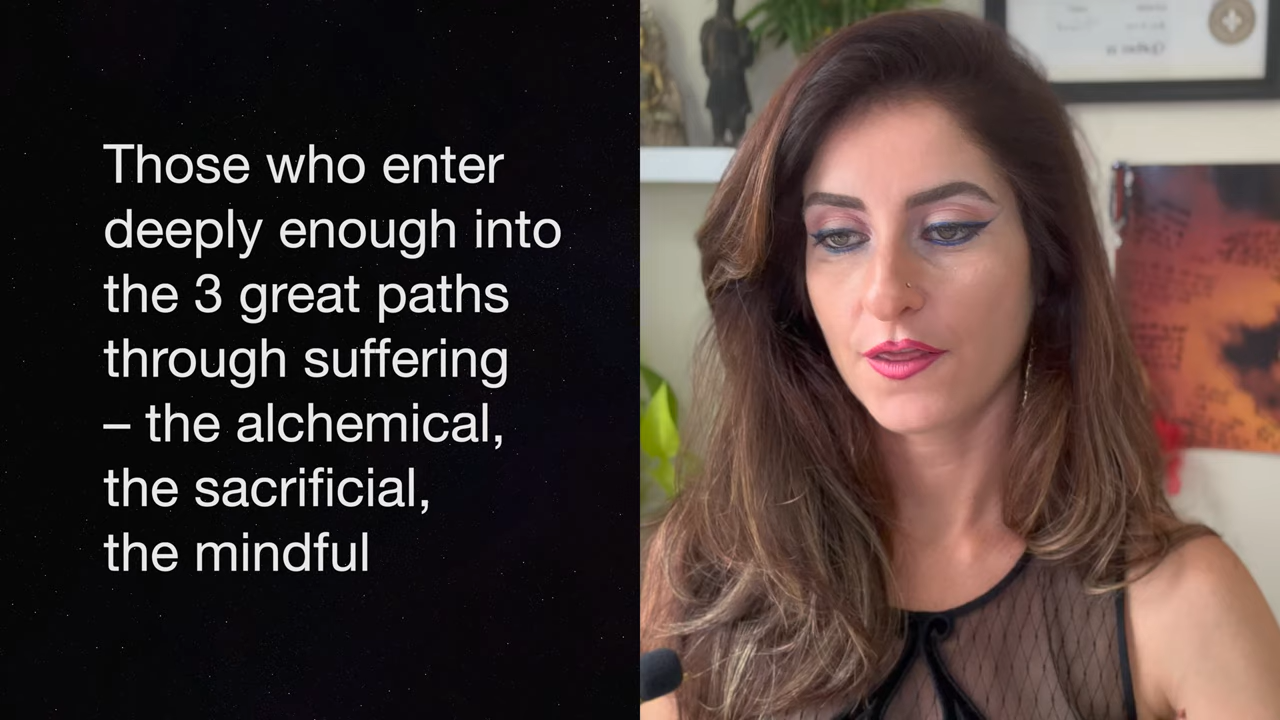 Those who enter
deeply enough into
the 3 great paths
through suffering
– the alchemical,
the sacrificial,
the mindful